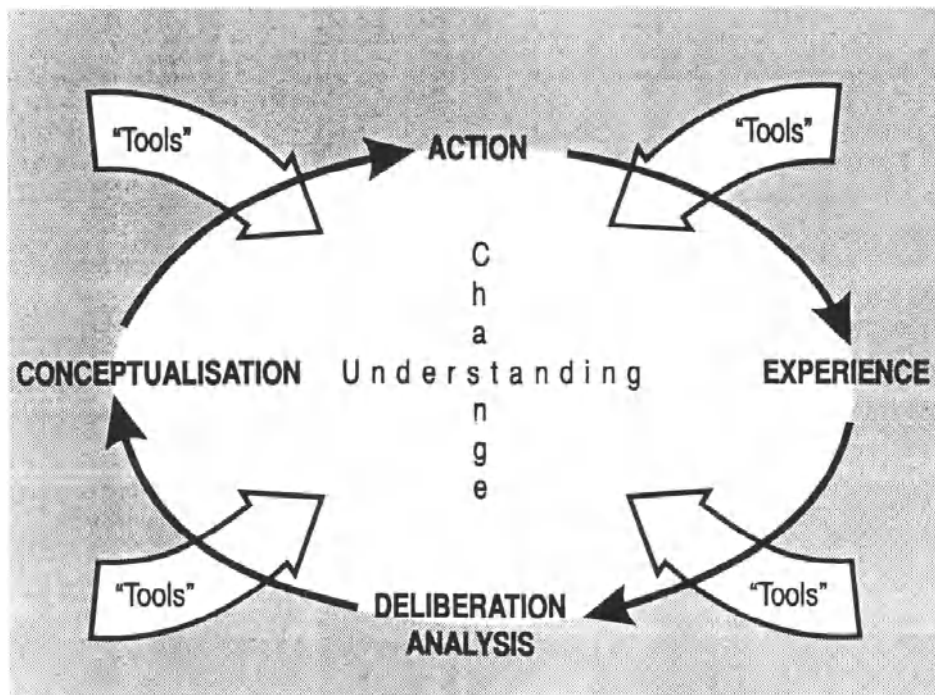 "Tools"
"Tools"
ACTION
C
h
a
CONCEPTUALISATION
Understanding
EXPERIENCE
n
g
e
"Tools"
"Tools"
DELIBERATION
ANALYSIS